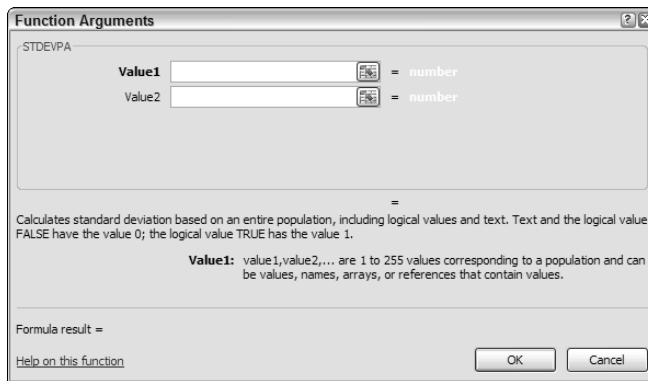 Function Arguments
STDEVPA
Value1 = number
Value2 = number
=
Calculates standard deviation based on an entire population, including logical values and text. Text and the logical value
FALSE have the value 0; the logical value TRUE has the value 1.
Value1: value1,value2,... are 1 to 255 values corresponding to a population and can
be values, names, arrays, or references that contain values.
Formula result =
Help on this function
OK Cancel